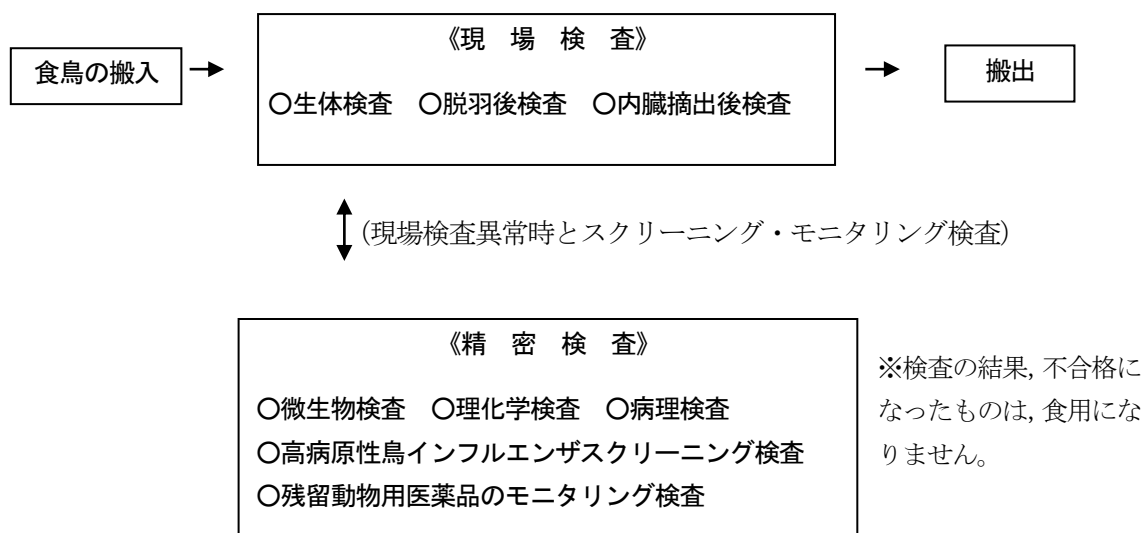 食鳥の搬入
《現 場 検 査》
○生体検査 ○脱羽後検査 ○内臓摘出後検査
搬出
(現場検査異常時とスクリーニング・モニタリング検査)
《精 密 検 査》
○微生物検査 ○理化学検査 ○病理検査
○高病原性鳥インフルエンザスクリーニング検査
○残留動物用医薬品のモニタリング検査
※検査の結果,不合格に
なったものは,食用にな
りません。